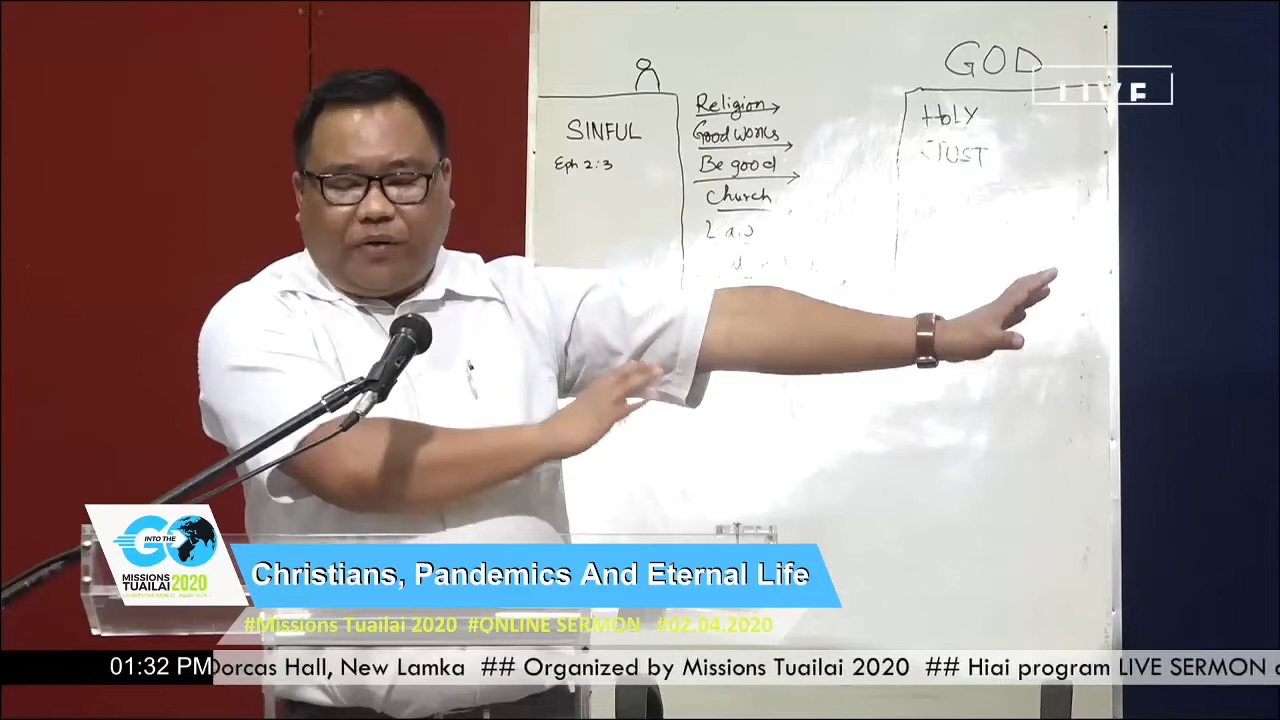 GOD
LIVE
Religion
HOLY
SINFUL
Good works
JUST
Eph 2:3
Be good
Church
Law
GO
INTO THE
MISSIONS
TUAILAI 2020
Christians, Pandemics And Eternal Life
#Missions Tuailai 2020 #ONLINE SERMON #02.04.2020
01:32 PM Dorcas Hall, New Lamka ## Organized by Missions Tuailai 2020 ## Hiai program LIVE SERMON